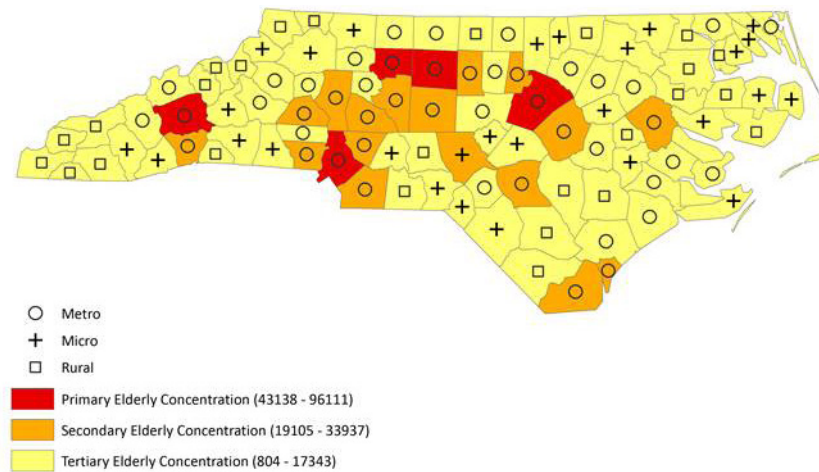 Metro
Micro
Rural
Primary Elderly Concentration (43138 - 96111)
Secondary Elderly Concentration (19105 - 33937)
Tertiary Elderly Concentration (804 - 17343)